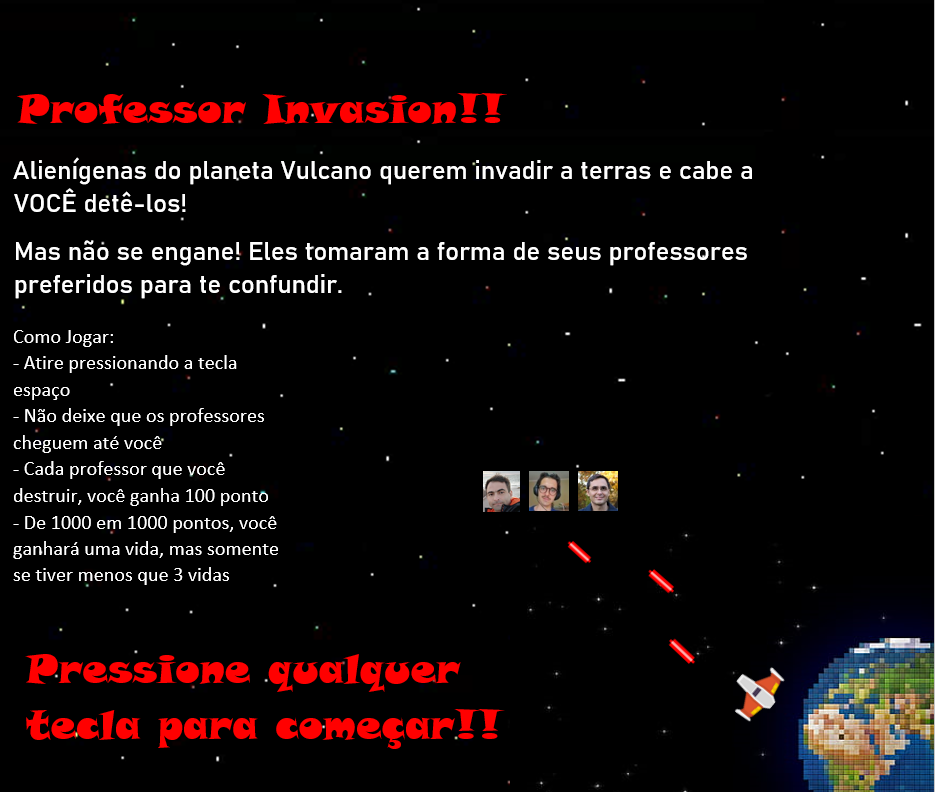 Professor Invasion!!
Alienígenas do planeta Vulcano querem invadir a terras e cabe a
VOCÊ detê-los!
Mas não se engane! Eles tomaram a forma de seus professores
preferidos para te confundir.
Como Jogar:
- Atire pressionando a tecla
espaço
- Não deixe que os professores
cheguem até você
- Cada professor que você
destruir, você ganha 100 ponto
- De 1000 em 1000 pontos, você
ganhará uma vida, mas somente
se tiver menos que 3 vidas
Pressione qualquer
tecla para começar!!